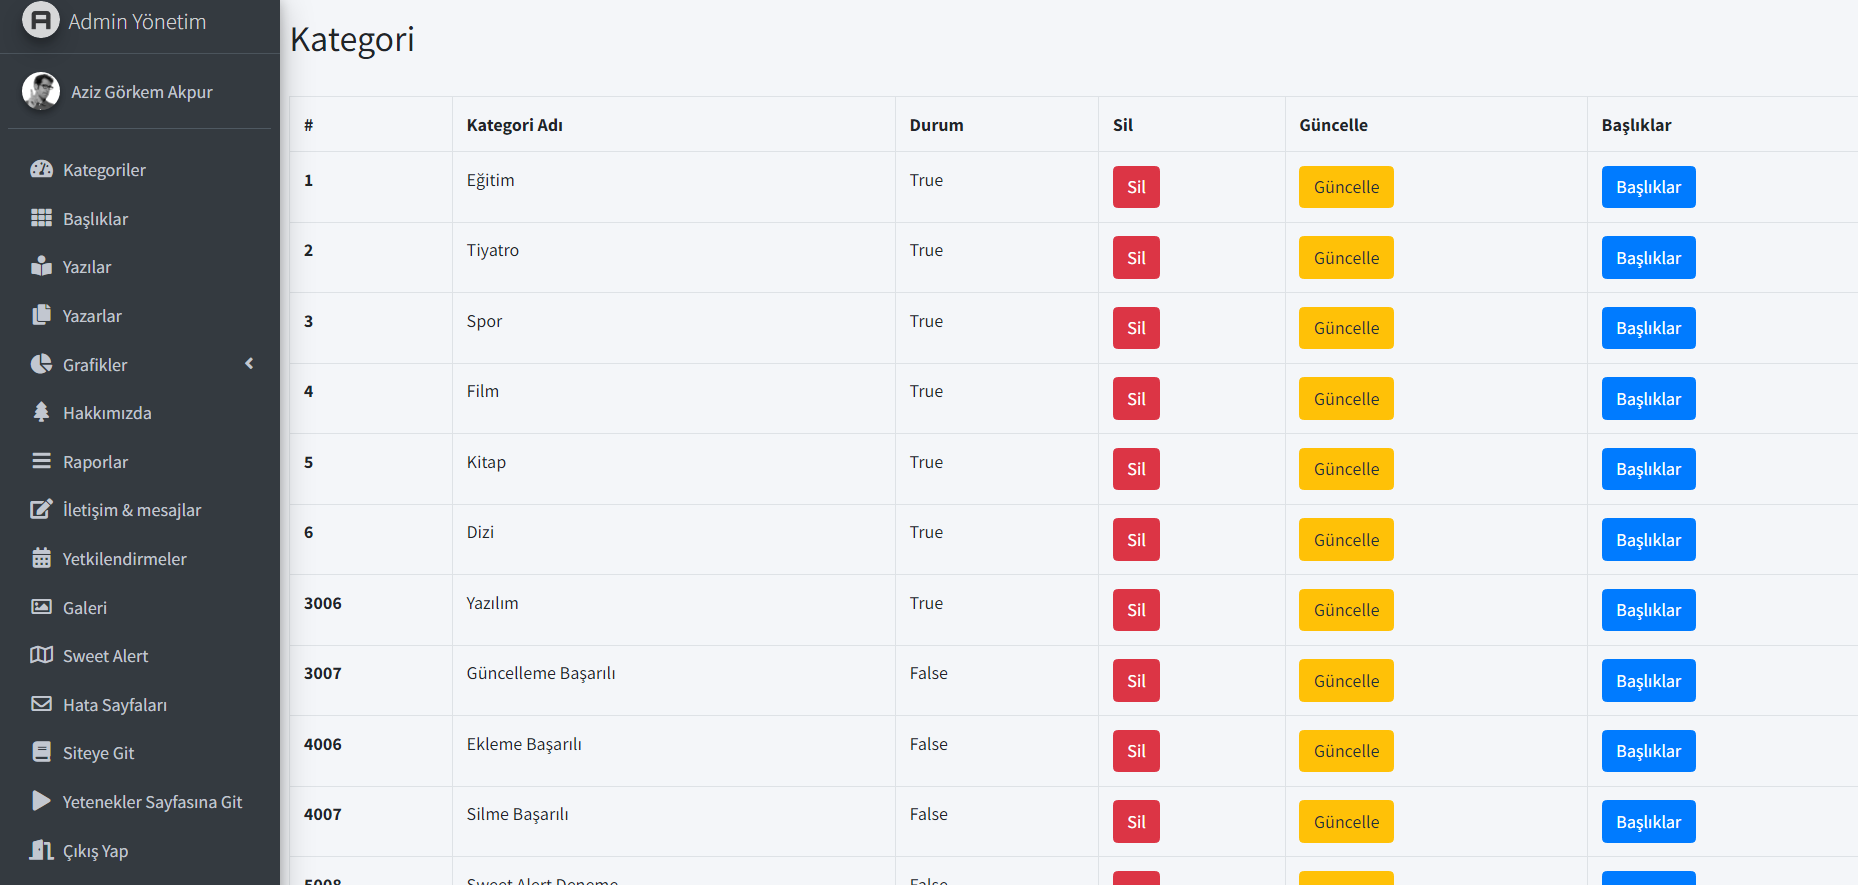 Admin Yönetim
Aziz Görkem Akpur
Kategoriler
Başlıklar
Yazılar
Yazarlar
Grafikler
Hakkımızda
Raporlar
İletişim & mesajlar
Yetkilendirmeler
Galeri
Sweet Alert
Hata Sayfaları
Siteye Git
Yetenekler Sayfasına Git
Çıkış Yap
Kategori
# Kategori Adı Durum Sil Güncelle Başlıklar
1 Eğitim True Sil Güncelle Başlıklar
2 Tiyatro True Sil Güncelle Başlıklar
3 Spor True Sil Güncelle Başlıklar
4 Film True Sil Güncelle Başlıklar
5 Kitap True Sil Güncelle Başlıklar
6 Dizi True Sil Güncelle Başlıklar
3006 Yazılım True Sil Güncelle Başlıklar
3007 Güncelleme Başarılı False Sil Güncelle Başlıklar
4006 Ekleme Başarılı False Sil Güncelle Başlıklar
4007 Silme Başarılı False Sil Güncelle Başlıklar
5008 Sweet Alert Deneme False